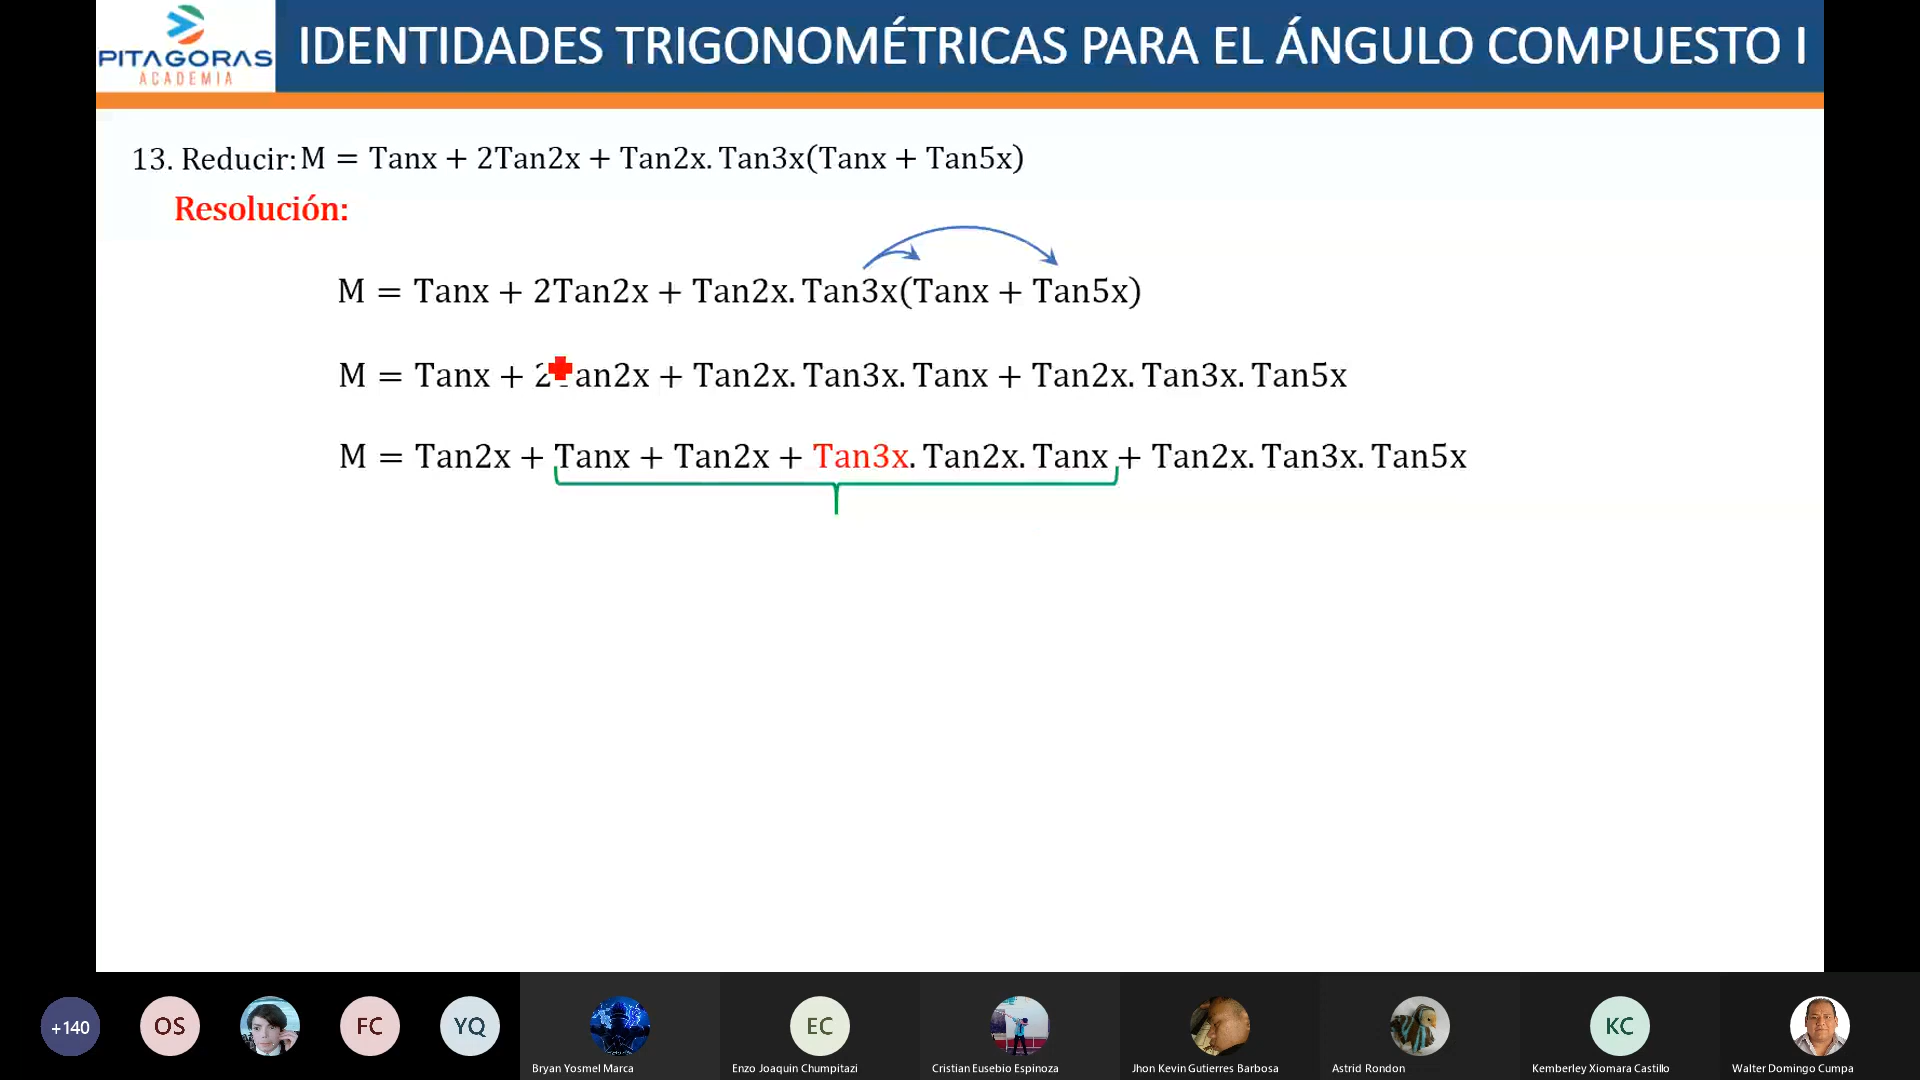 PITAGORAS
ACADEMIA
IDENTIDADES TRIGONOMÉTRICAS PARA EL ÁNGULO COMPUESTO I
13. Reducir: M = Tanx + 2Tan2x + Tan2x. Tan3x(Tanx + Tan5x)
Resolución:
M = Tanx + 2Tan2x + Tan2x. Tan3x(Tanx + Tan5x)
M = Tanx + 2Tan2x + Tan2x. Tan3x. Tanx + Tan2x. Tan3x. Tan5x
M = Tan2x + Tanx + Tan2x + Tan3x. Tan2x. Tanx + Tan2x. Tan3x. Tan5x
+140
OS
FC
YQ
EC
KC
Bryan Yosmel Marca
Enzo Joaquin Chumpitazi
Cristian Eusebio Espinoza
Jhon Kevin Gutierres Barbosa
Astrid Rondon
Kemberley Xiomara Castillo
Walter Domingo Cumpa